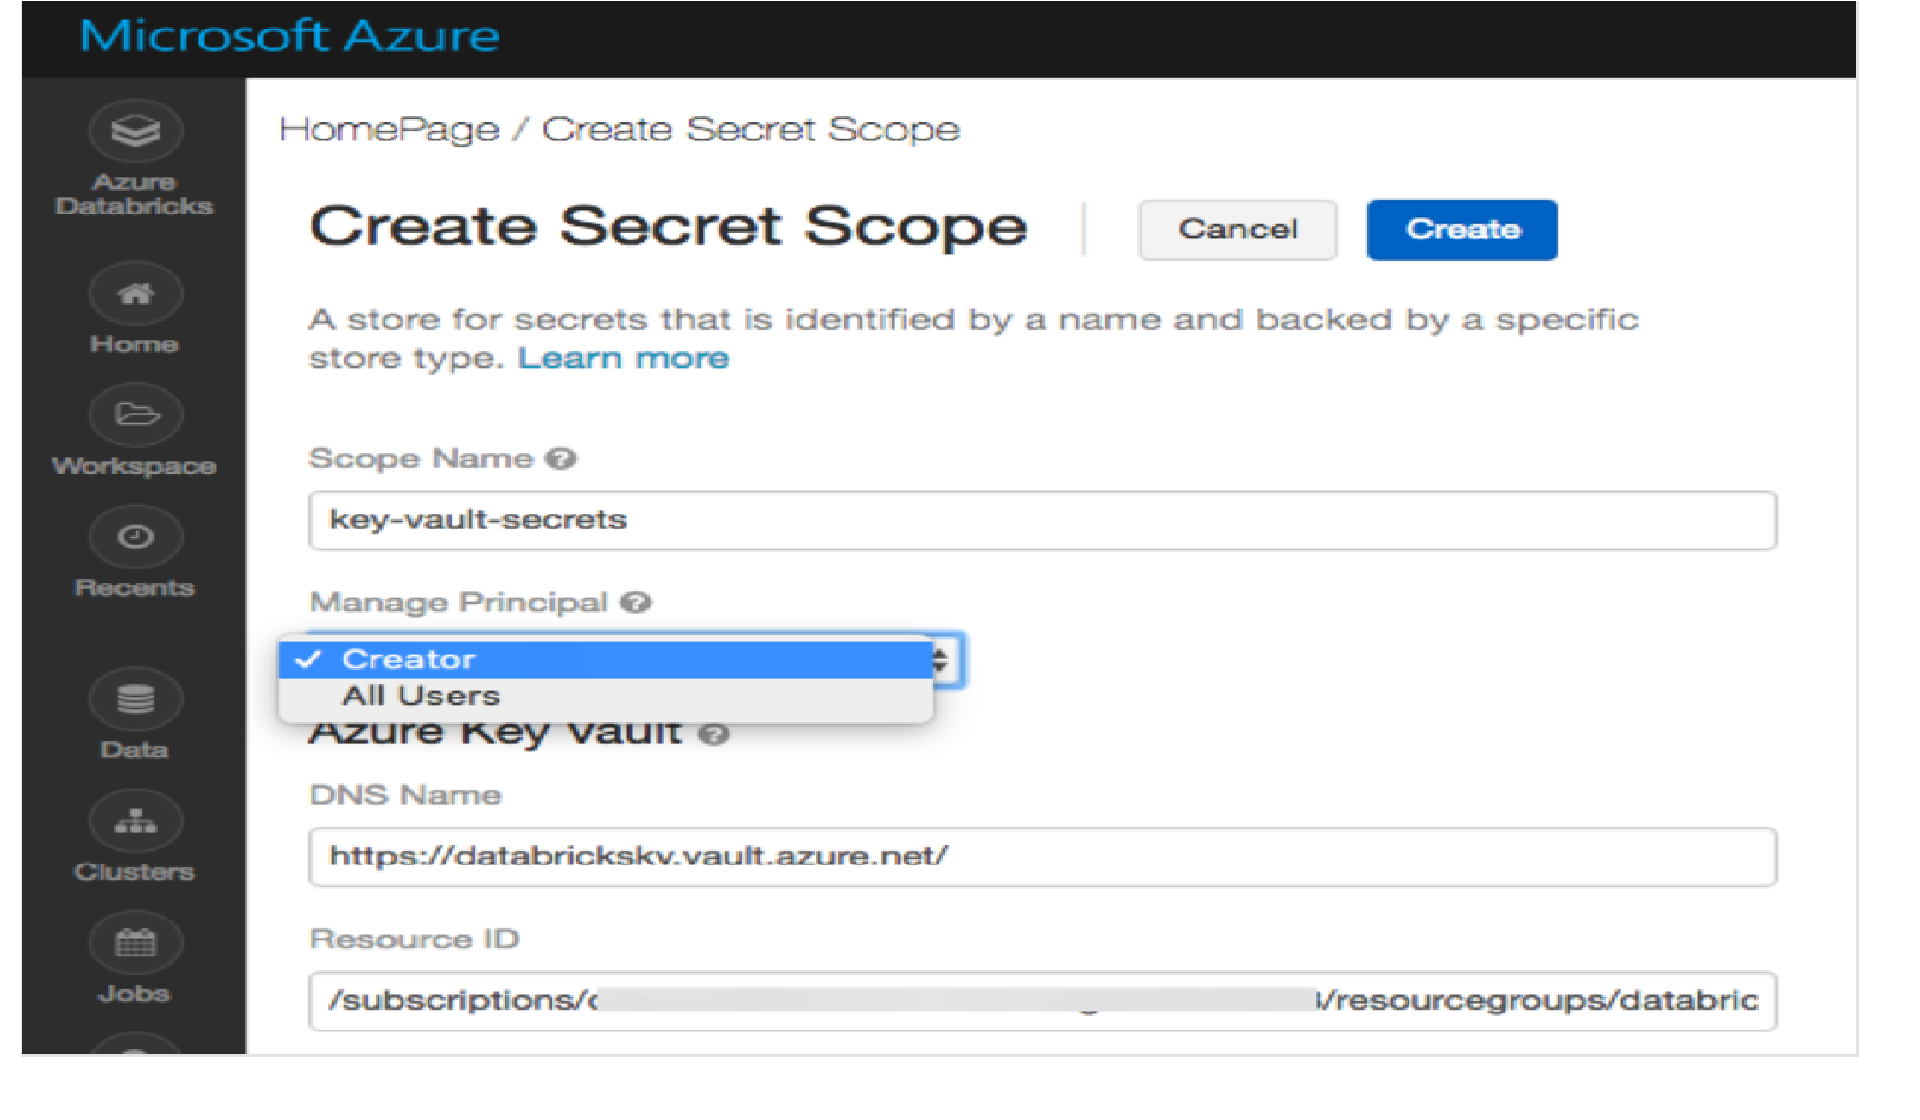 Microsoft Azure
Azure
Databricks
Home
Workspace
Recents
Data
Clusters
Jobs
HomePage / Create Secret Scope
Create Secret Scope
Cancel
Create
A store for secrets that is identified by a name and backed by a specific
store type. Learn more
Scope Name
key-vault-secrets
Manage Principal
✓ Creator
All Users
Azure Key Vault
DNS Name
https://databrickskv.vault.azure.net/
Resource ID
/subscriptions/ /resourcegroups/databric